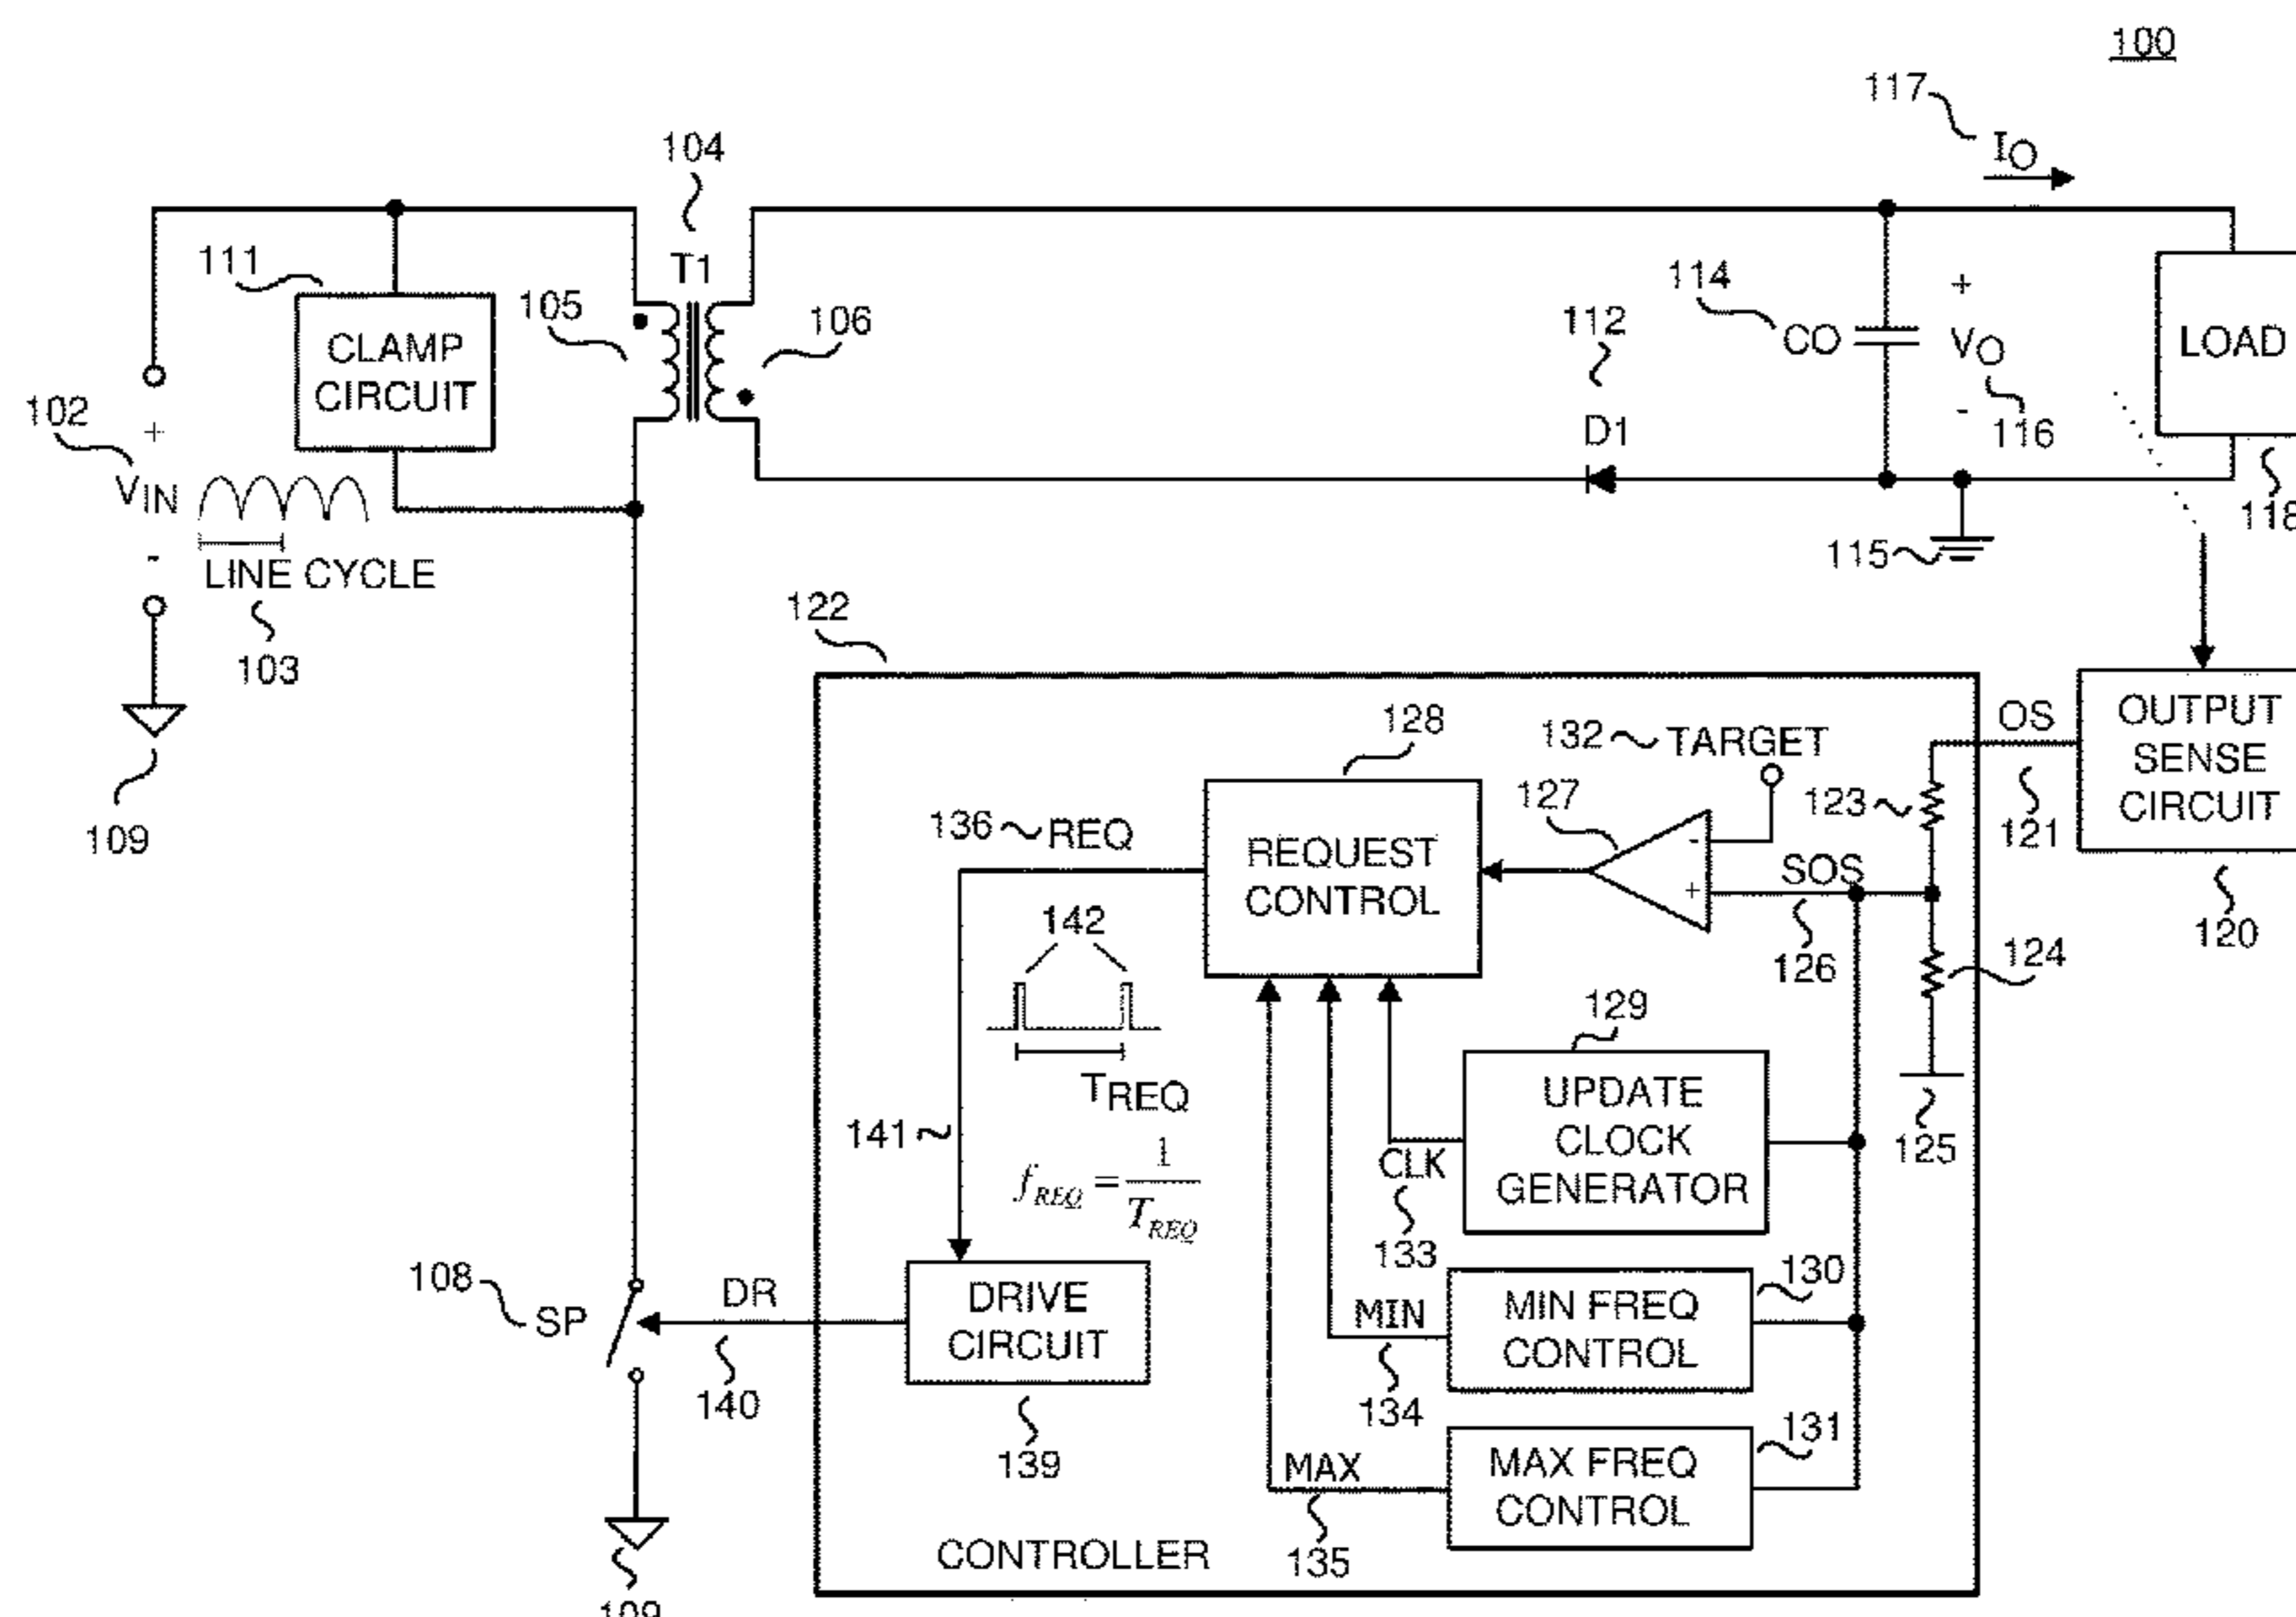 100
117
IO
104
T1
111
CLAMP
CIRCUIT
105
106
112
D1
114
CO
+
VO
-
116
LOAD
118
115
102
+
VIN
-
LINE CYCLE
103
109
122
128
132
TARGET
127
-
+
OS
121
OUTPUT
SENSE
CIRCUIT
120
123
SOS
126
124
125
136
REQ
REQUEST
CONTROL
142
TREQ
141
fREQ = 1/TREQ
129
UPDATE
CLOCK
GENERATOR
CLK
133
130
MIN FREQ
CONTROL
MIN
134
131
MAX FREQ
CONTROL
MAX
135
108
SP
DR
140
DRIVE
CIRCUIT
139
CONTROLLER
109